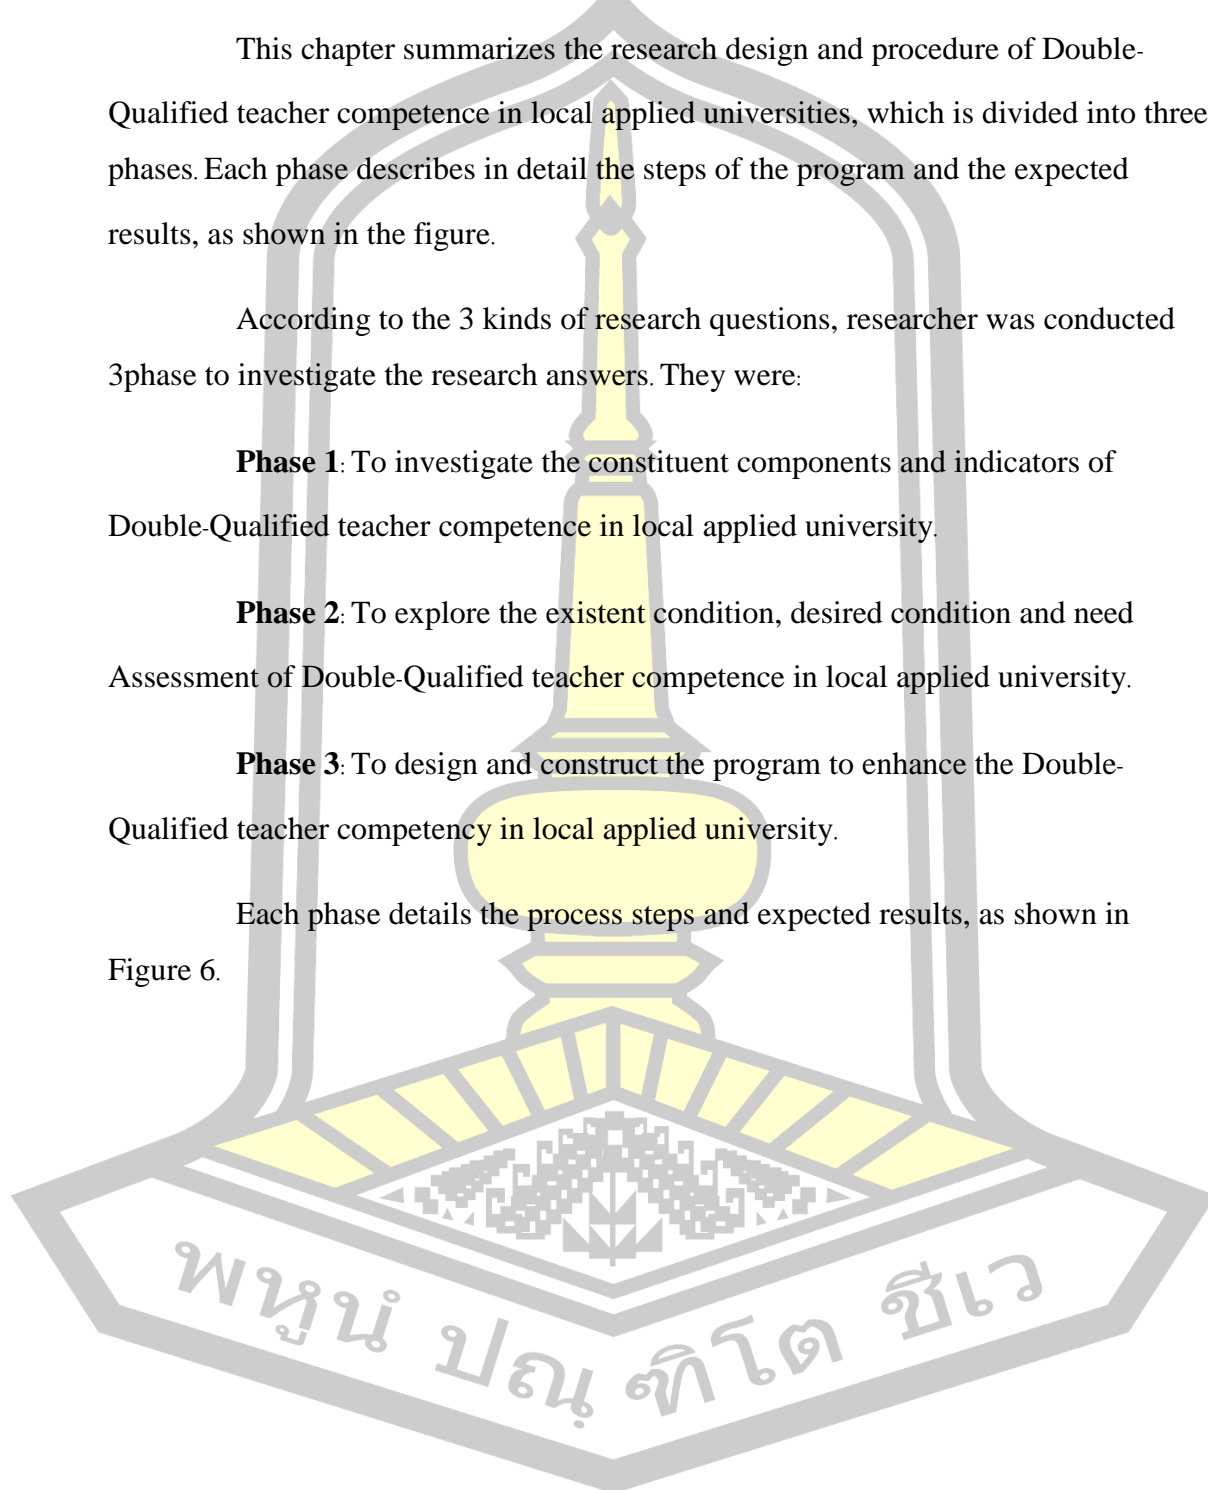 This chapter summarizes the research design and procedure of Double-
Qualified teacher competence in local applied universities, which is divided into three
phases. Each phase describes in detail the steps of the program and the expected
results, as shown in the figure.
According to the 3 kinds of research questions, researcher was conducted
3phase to investigate the research answers. They were:
Phase 1: To investigate the constituent components and indicators of
Double-Qualified teacher competence in local applied university.
Phase 2: To explore the existent condition, desired condition and need
Assessment of Double-Qualified teacher competence in local applied university.
Phase 3: To design and construct the program to enhance the Double-
Qualified teacher competency in local applied university.
Each phase details the process steps and expected results, as shown in
Figure 6.
พหูนํ ปณฺฑิโต ชีเว